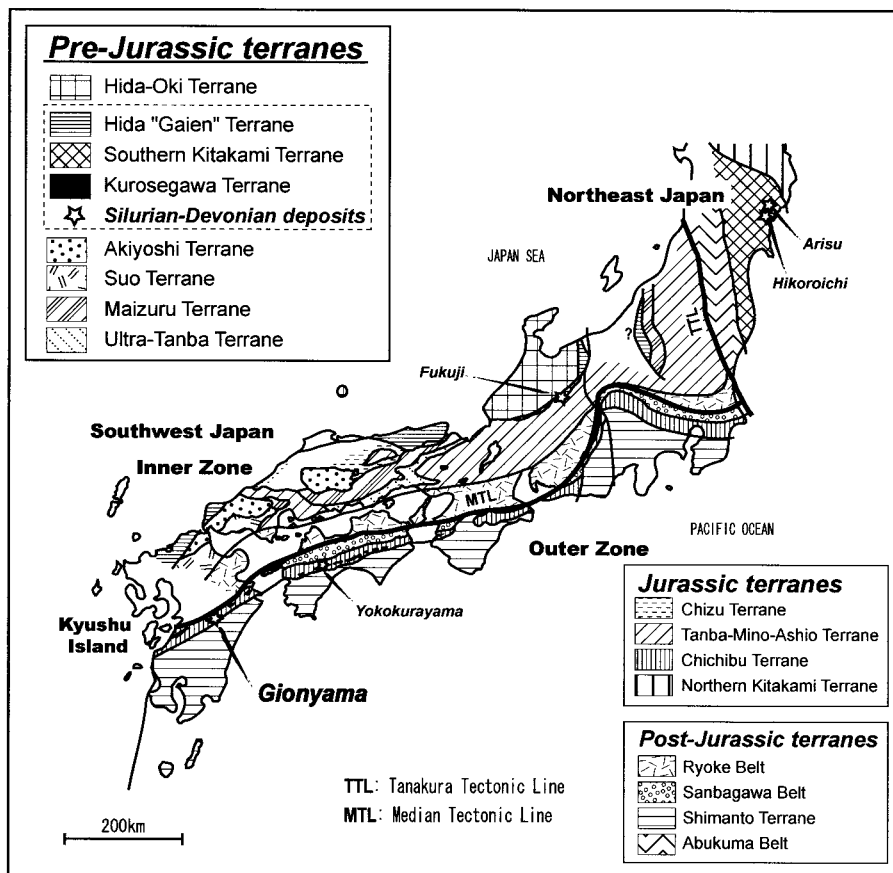 Pre-Jurassic terranes
Hida-Oki Terrane
Hida "Gaien" Terrane
Southern Kitakami Terrane
Kurosegawa Terrane
Silurian-Devonian deposits
Akiyoshi Terrane
Suo Terrane
Maizuru Terrane
Ultra-Tanba Terrane
Northeast Japan
Arisu
Hikoroichi
JAPAN SEA
TTL
?
Fukuji
Southwest Japan
Inner Zone
MTL
PACIFIC OCEAN
Outer Zone
Yokokurayama
Kyushu
Island
Gionyama
Jurassic terranes
Chizu Terrane
Tanba-Mino-Ashio Terrane
Chichibu Terrane
Northern Kitakami Terrane
Post-Jurassic terranes
Ryoke Belt
Sanbagawa Belt
Shimanto Terrane
Abukuma Belt
TTL: Tanakura Tectonic Line
MTL: Median Tectonic Line
200km